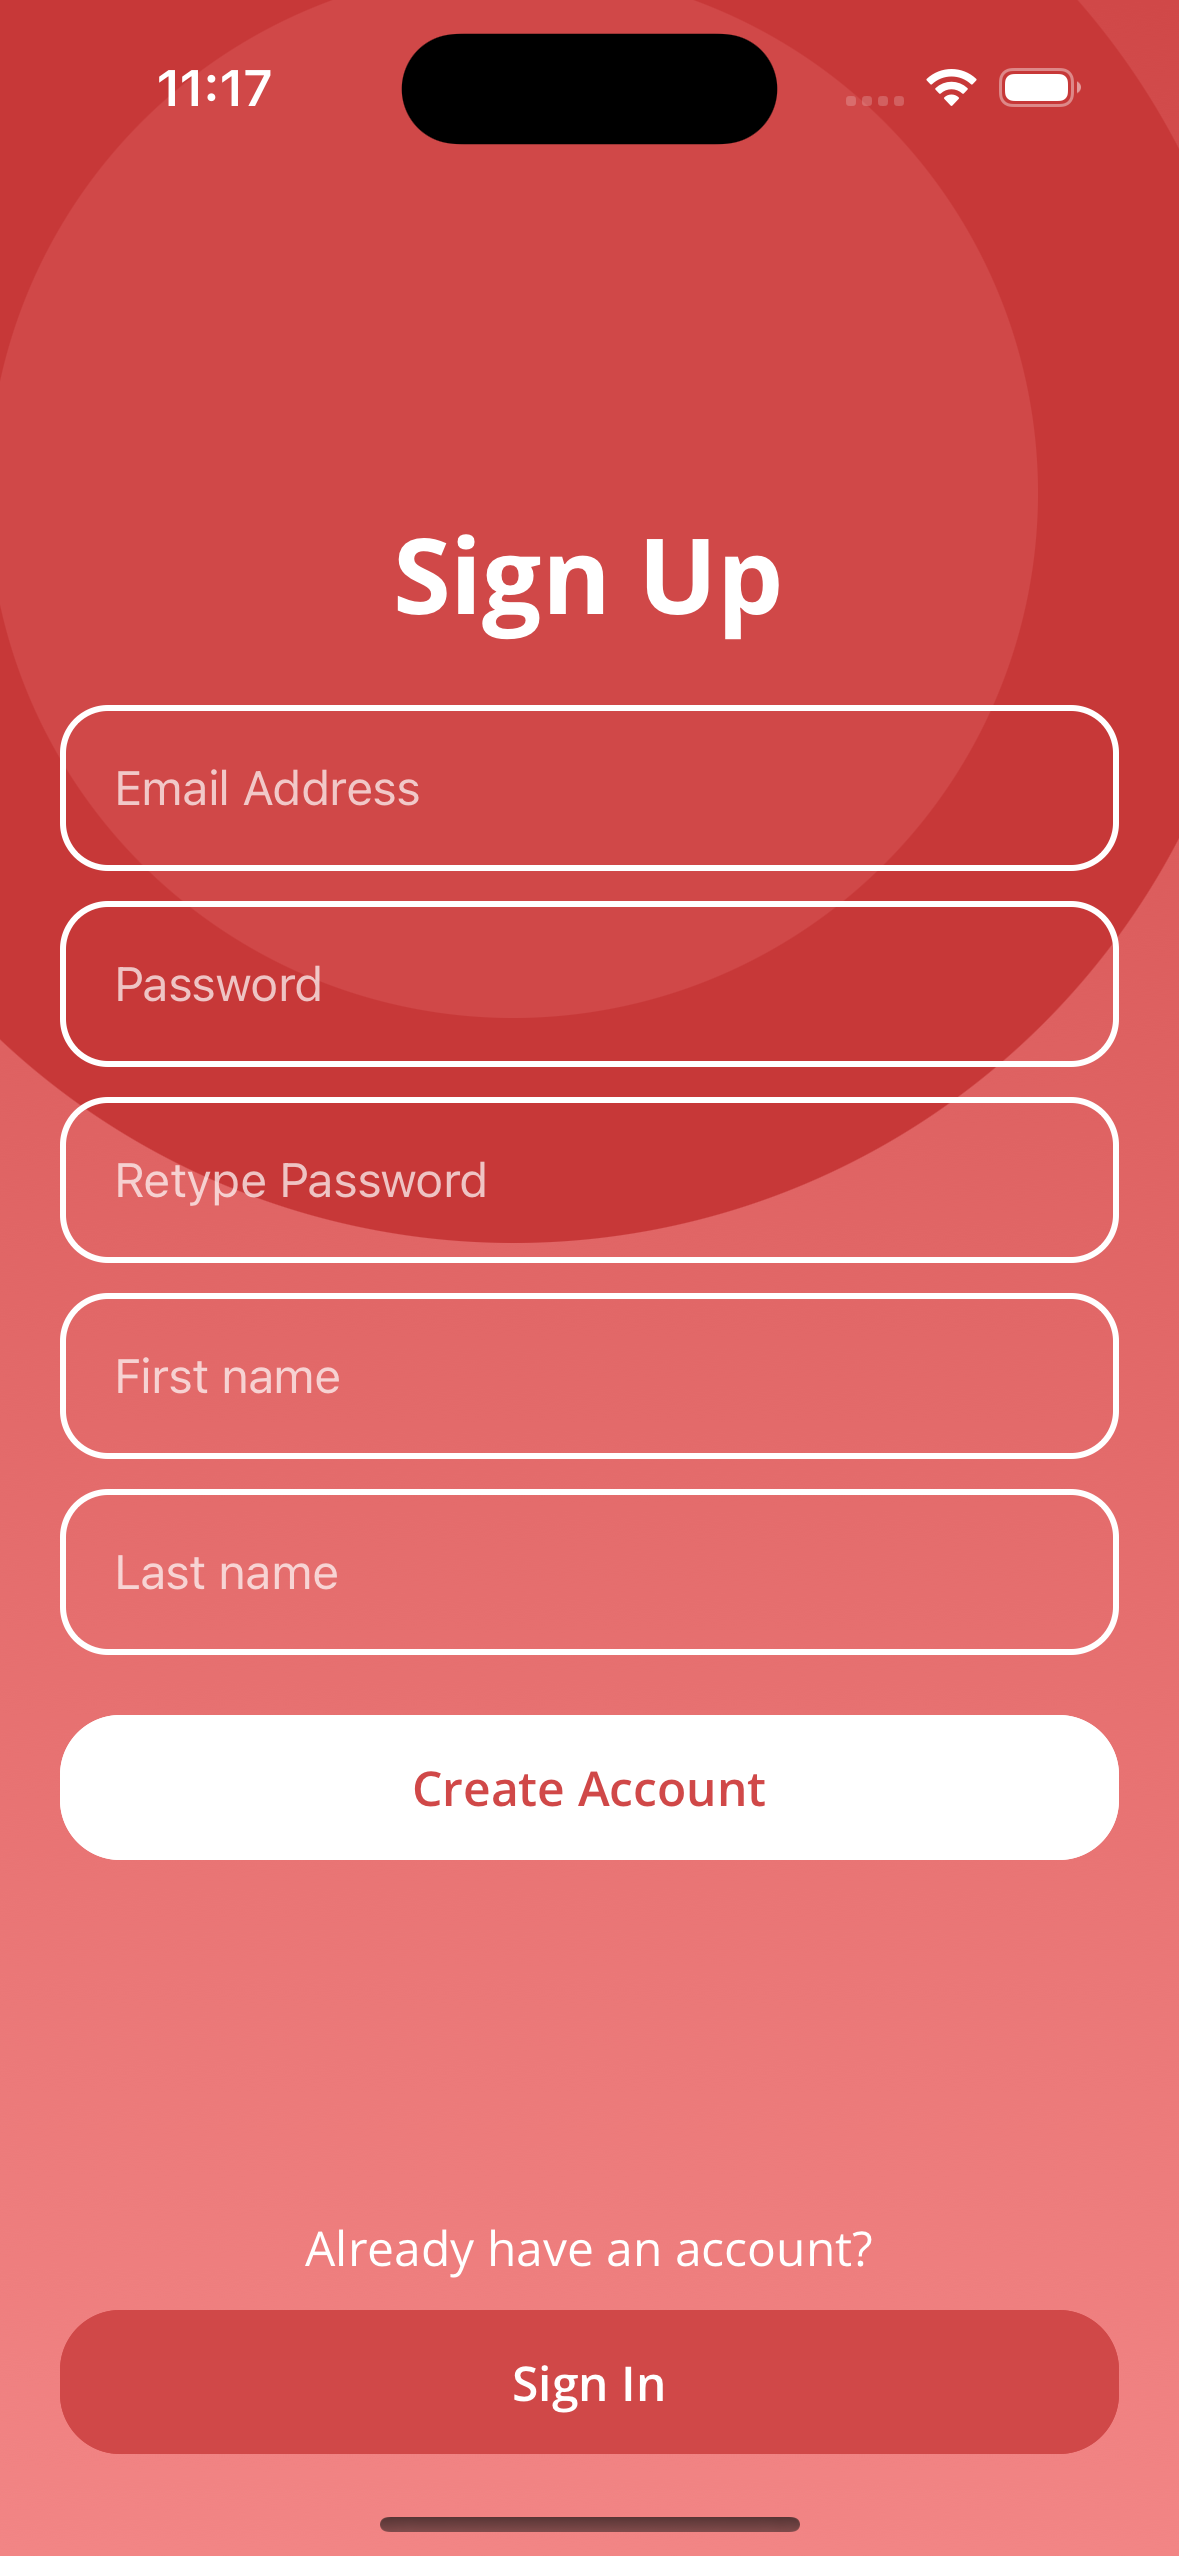 11:17
Sign Up
Email Address
Password
Retype Password
First name
Last name
Create Account
Already have an account?
Sign In